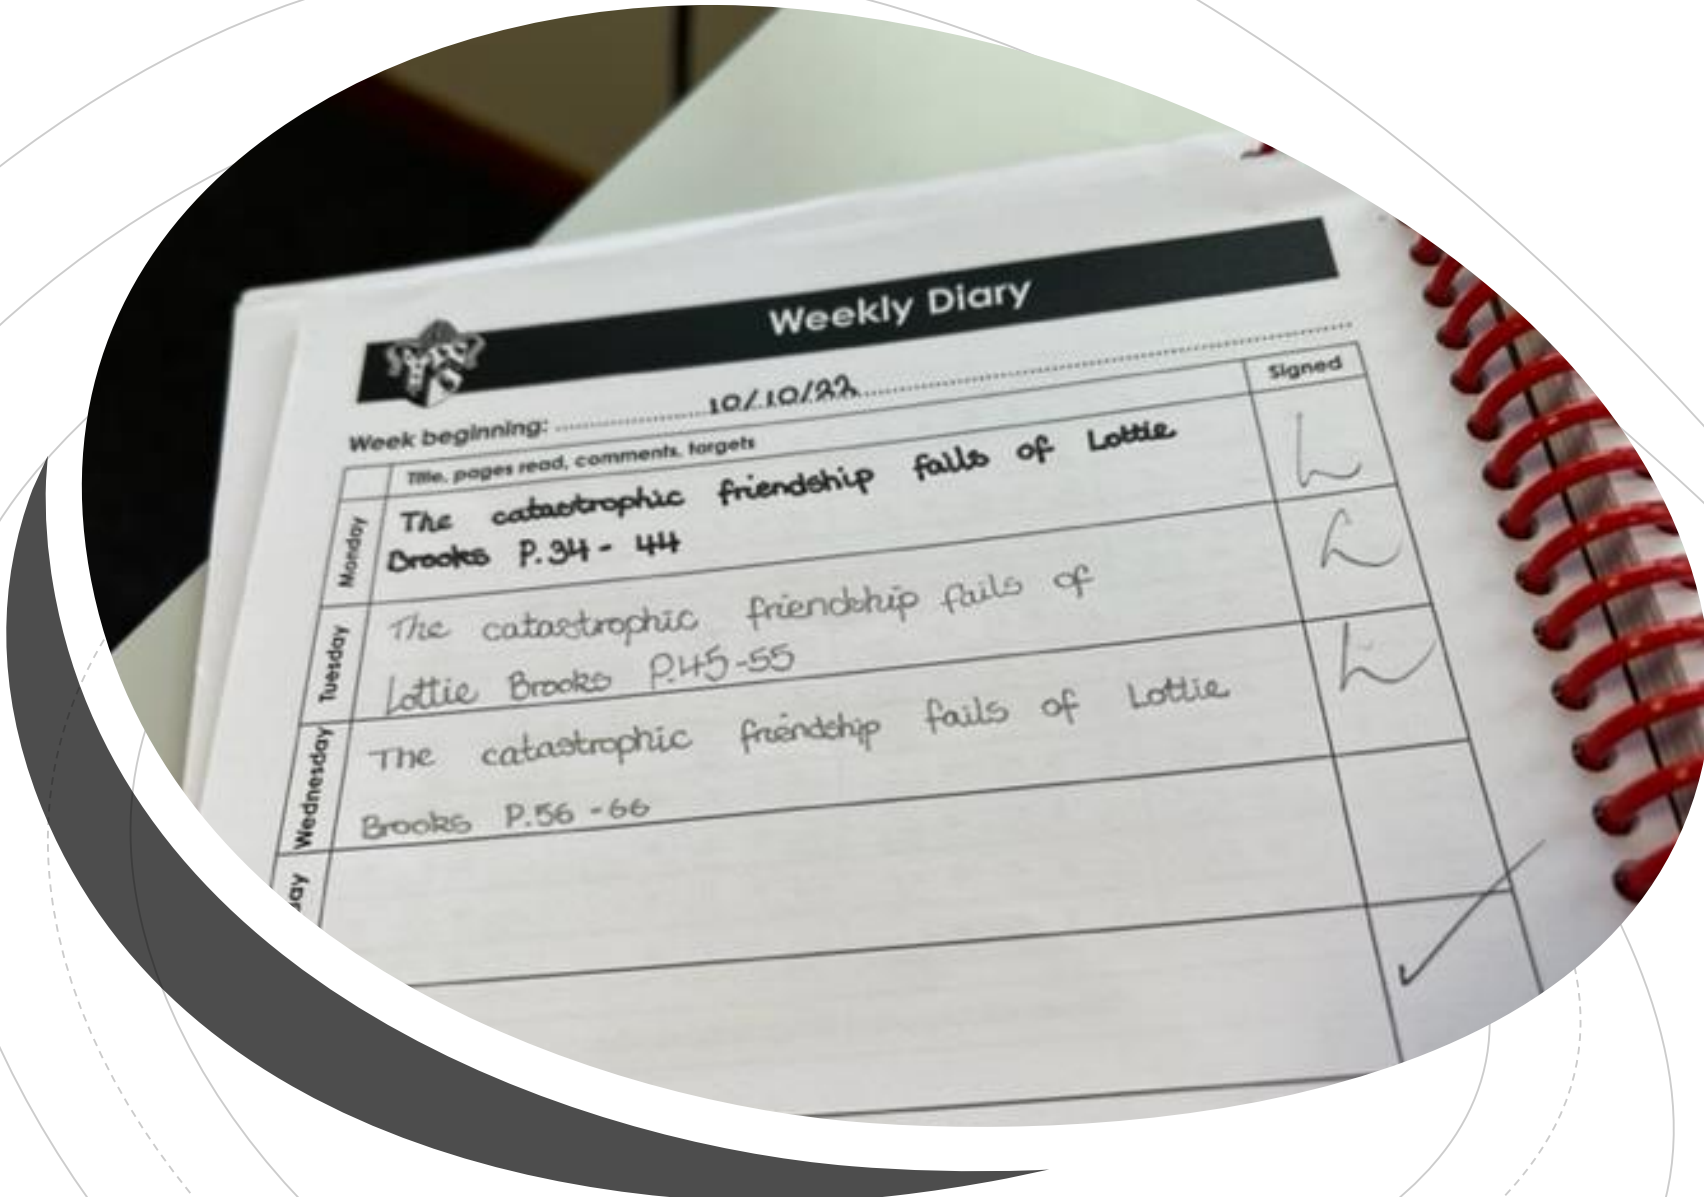 Weekly Diary
Week beginning: 10/10/22
Title, pages read, comments, targets
Signed
Monday
The catastrophic friendship fails of Lottie
Brooks P.34- 44
L
Tuesday
The catastrophic friendship fails of
Lottie Brooks P.45-55
L
Wednesday
The catastrophic friendship fails of Lottie
Brooks P.56 -66
L
day